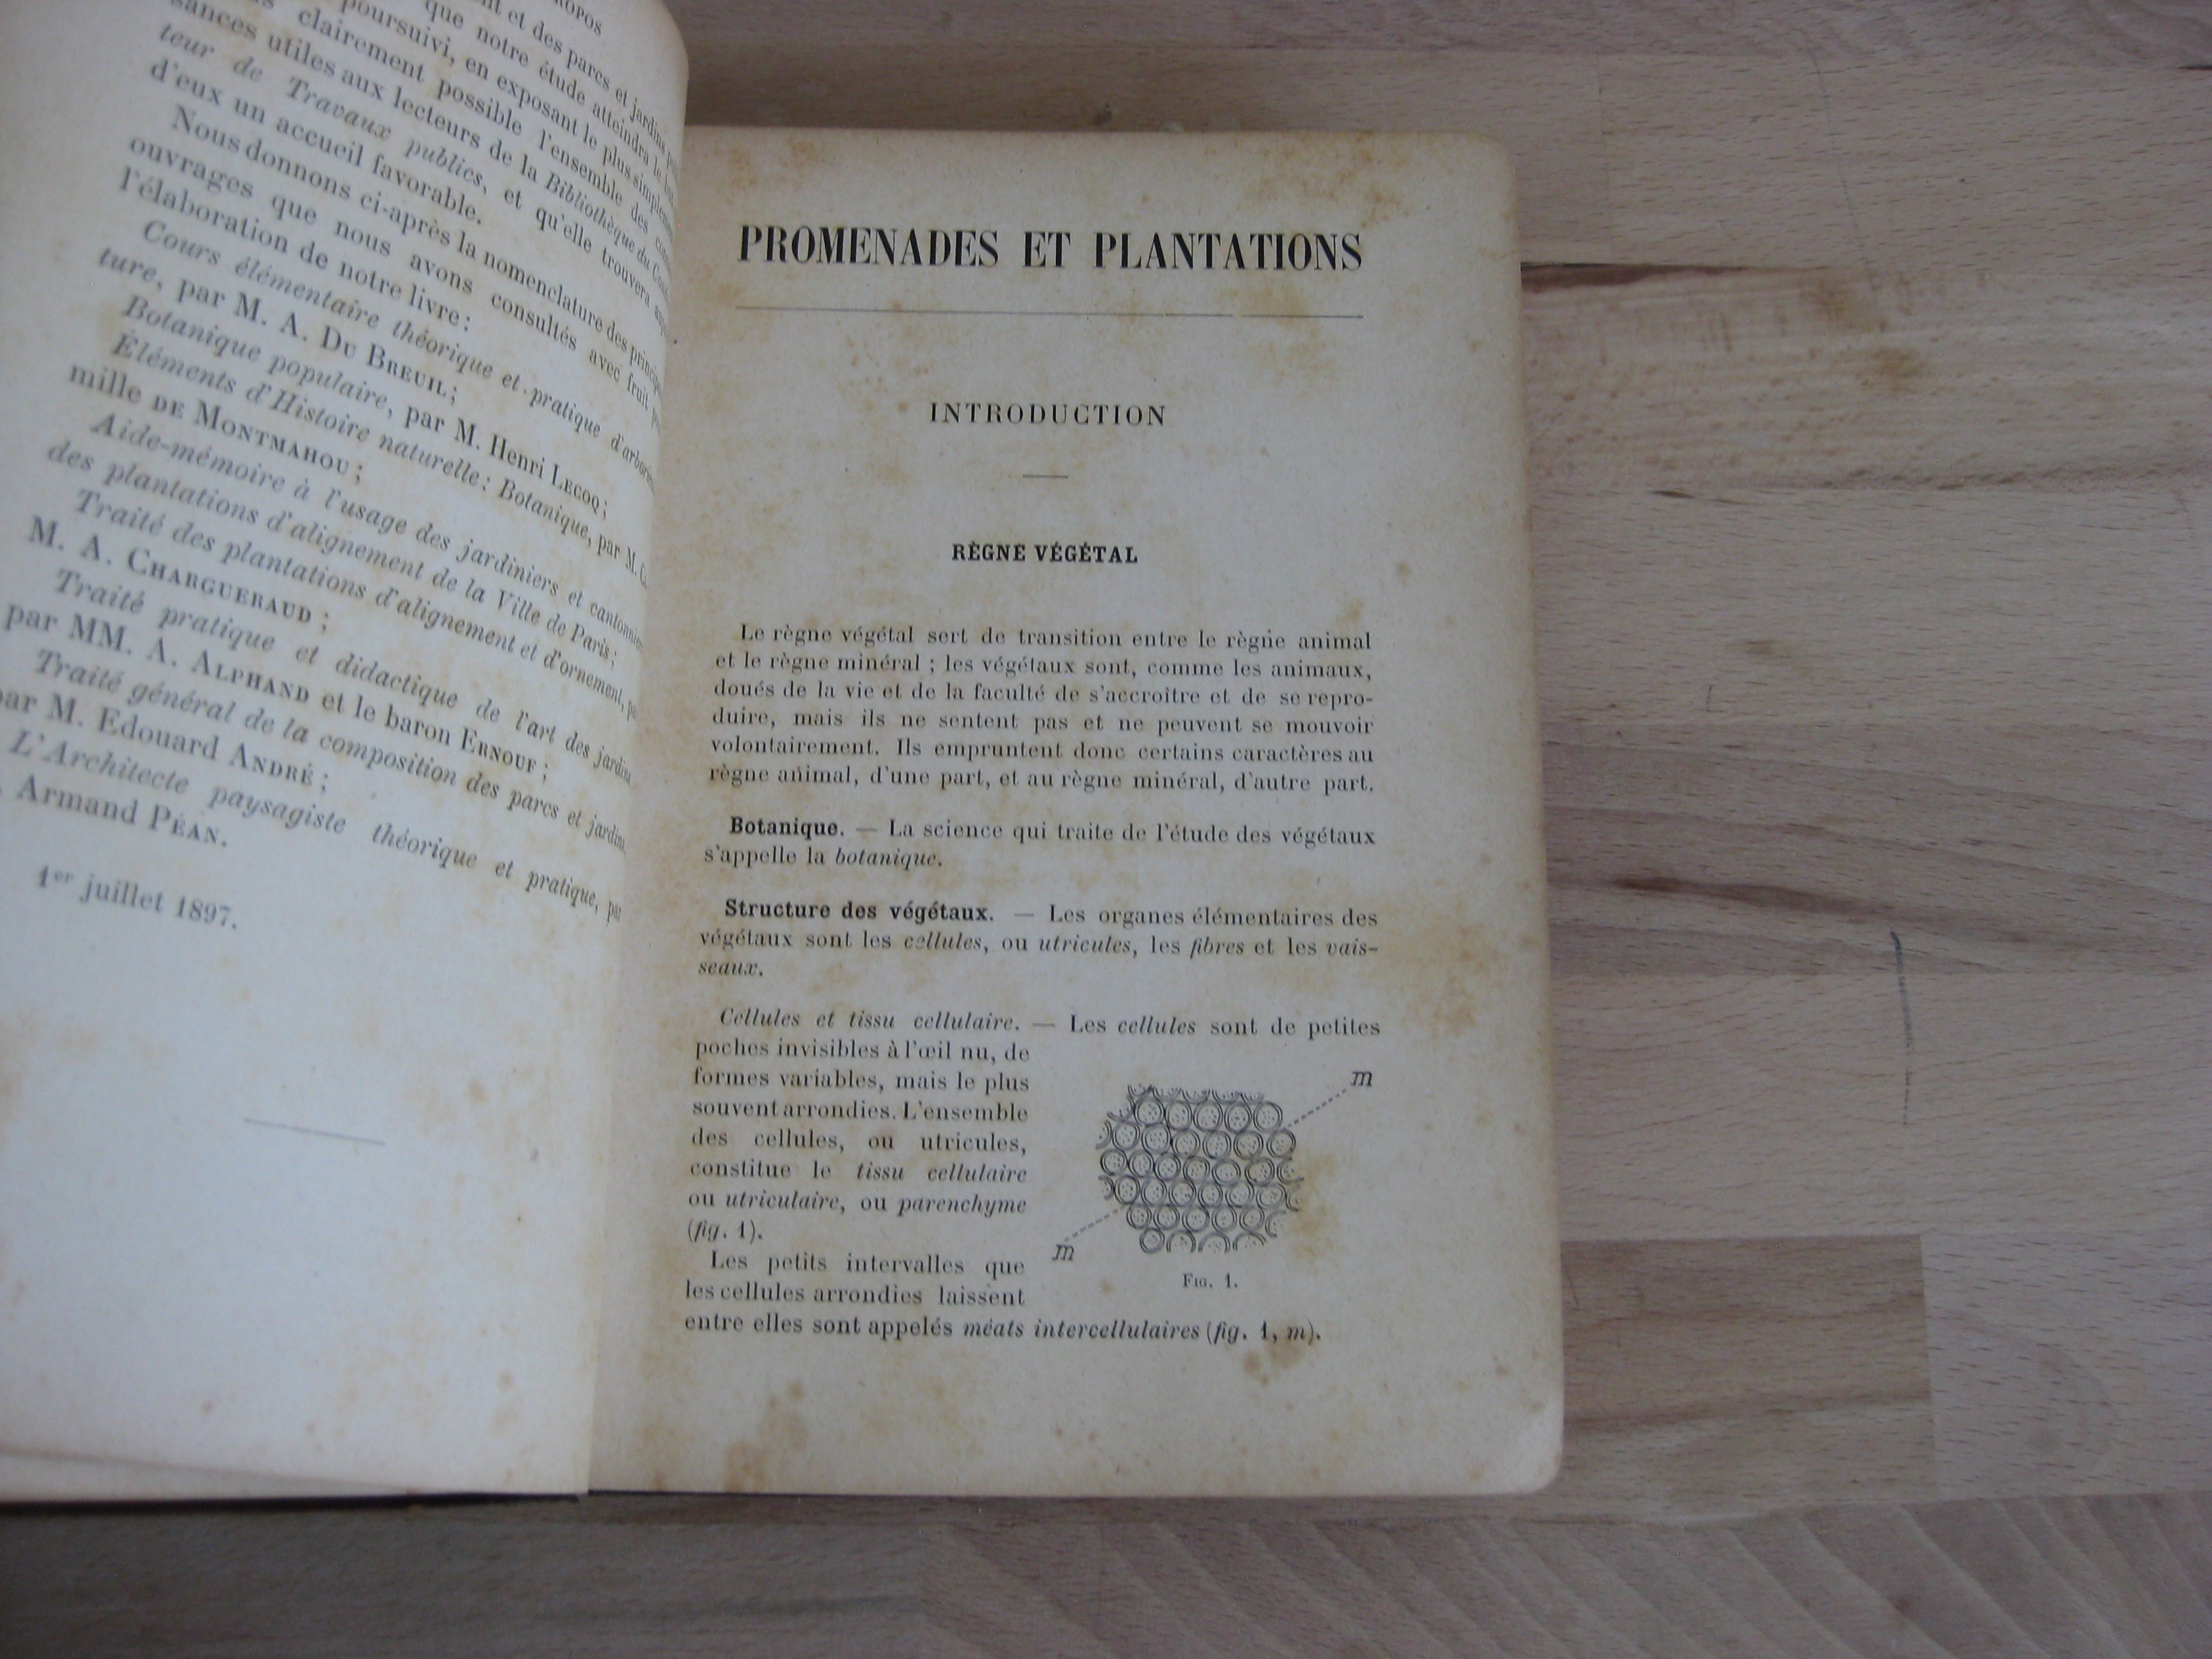 et des parcs et jardins
que notre étude atteindra le but
poursuivi, en exposant le plus simplement
clairement possible l'ensemble des
sances utiles aux lecteurs de la Bibliothèque du
teur de Travaux publics, et qu'elle trouvera
d'eux un accueil favorable.
Nous donnons ci-après la nomenclature des
ouvrages que nous avons consultés avec fruit
l'élaboration de notre livre :
Cours élémentaire théorique et pratique
ture, par M. A. DU BREUIL ;
Botanique populaire, par M. Henri LECOQ ;
Éléments d'Histoire naturelle : Botanique, par M.
mille DE MONTMAHOU ;
Aide-mémoire à l'usage des jardiniers et
des plantations d'alignement de la Ville de Paris ;
Traité des plantations d'alignement et d'ornement,
M. A. CHARGUERAUD ;
Traité pratique et didactique de l'art des
par MM. A. ALPHAND et le baron ERNOUF ;
Traité général de la composition des parcs et
par M. Edouard ANDRÉ ;
L'Architecte paysagiste théorique et pratique,
Armand PÉAN.
1er juillet 1897.
PROMENADES ET PLANTATIONS
INTRODUCTION
RÈGNE VÉGÉTAL
Le règne végétal sert de transition entre le règne animal
et le règne minéral ; les végétaux sont, comme les animaux,
doués de la vie et de la faculté de s'accroître et de se repro-
duire, mais ils ne sentent pas et ne peuvent se mouvoir
volontairement. Ils empruntent donc certains caractères au
règne animal, d'une part, et au règne minéral, d'autre part.
Botanique. — La science qui traite de l'étude des végétaux
s'appelle la botanique.
Structure des végétaux. — Les organes élémentaires des
végétaux sont les cellules, ou utricules, les fibres et les vais-
seaux.
Cellules et tissu cellulaire. — Les cellules sont de petites
poches invisibles à l'œil nu, de
formes variables, mais le plus
souvent arrondies. L'ensemble
des cellules, ou utricules,
constitue le tissu cellulaire
ou utriculaire, ou parenchyme
(fig. 1).
Les petits intervalles que
les cellules arrondies laissent
entre elles sont appelés méats intercellulaires (fig. 1, m).
m
m
FIG. 1.